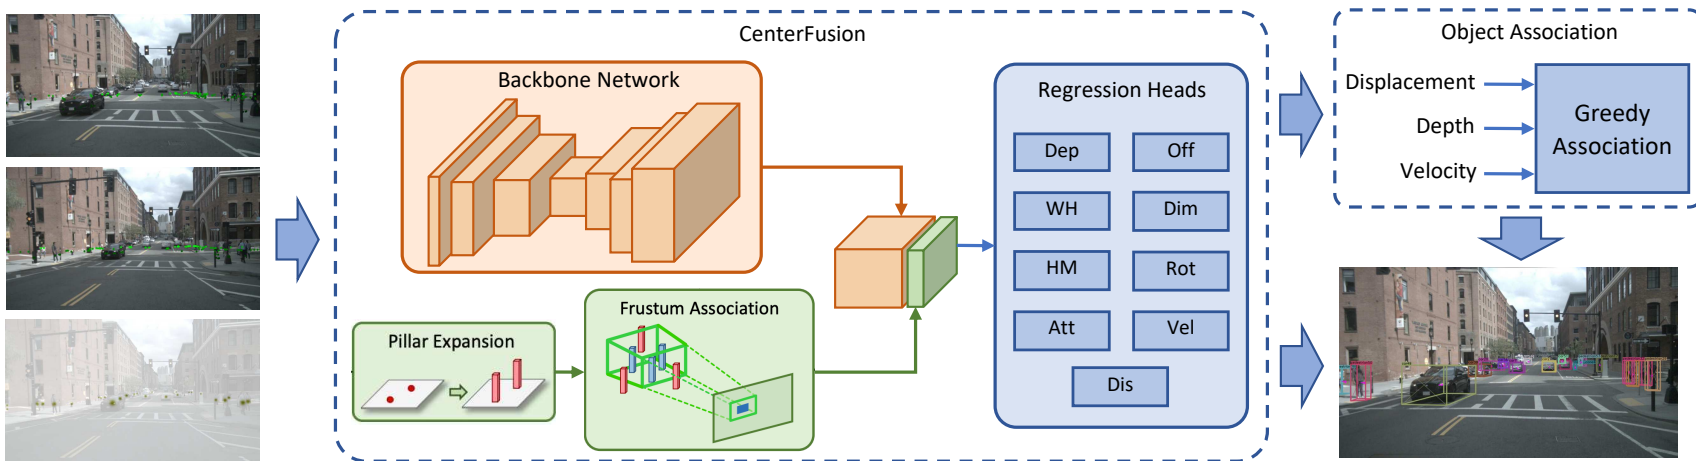 CenterFusion
Backbone Network
Pillar Expansion
Frustum Association
Regression Heads
Dep
Off
WH
Dim
HM
Rot
Att
Vel
Dis
Object Association
Displacement
Depth
Velocity
Greedy
Association